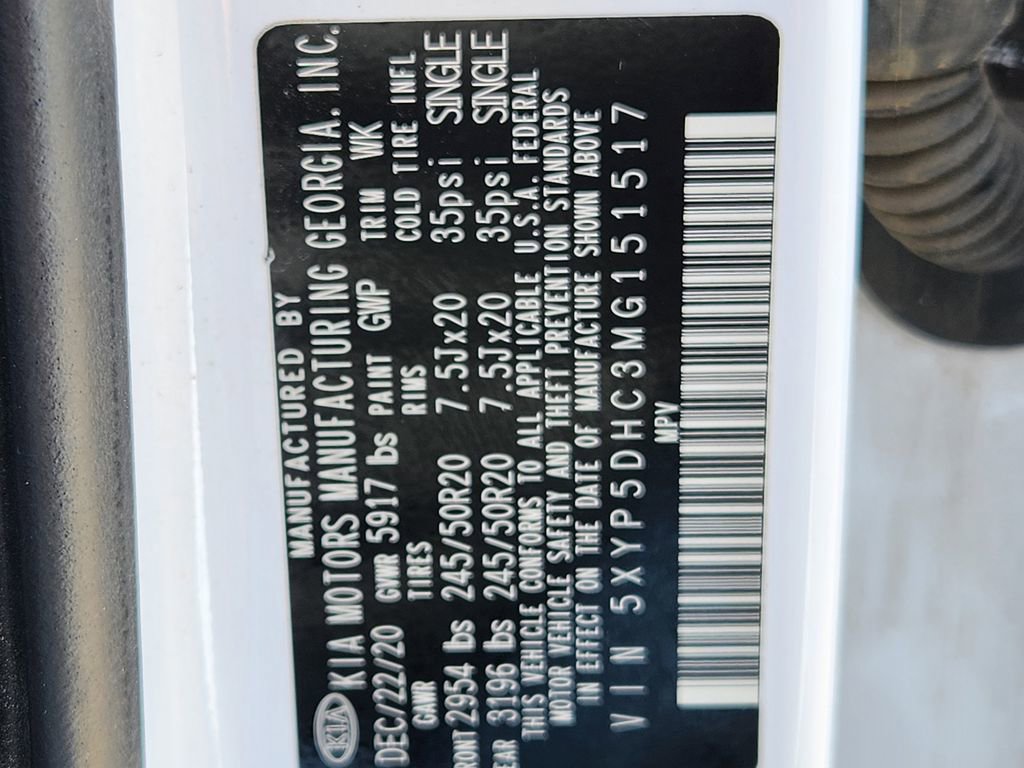 MANUFACTURED BY
KIA KIA MOTORS MANUFACTURING GEORGIA. INC.
DEC/22/20 GVWR 5917 lbs PAINT GWP TRIM WK
GAWR TIRES RIMS COLD TIRE INFL
RONT 2954 lbs 245/50R20 7.5Jx20 35psi SINGLE
EAR 3196 lbs 245/50R20 7.5Jx20 35psi SINGLE
THIS VEHICLE CONFORMS TO ALL APPLICABLE U.S.A. FEDERAL
MOTOR VEHICLE SAFETY AND THEFT PREVENTION STANDARDS
IN EFFECT ON THE DATE OF MANUFACTURE SHOWN ABOVE
VIN 5XYP5DHC3MG151517
MPV